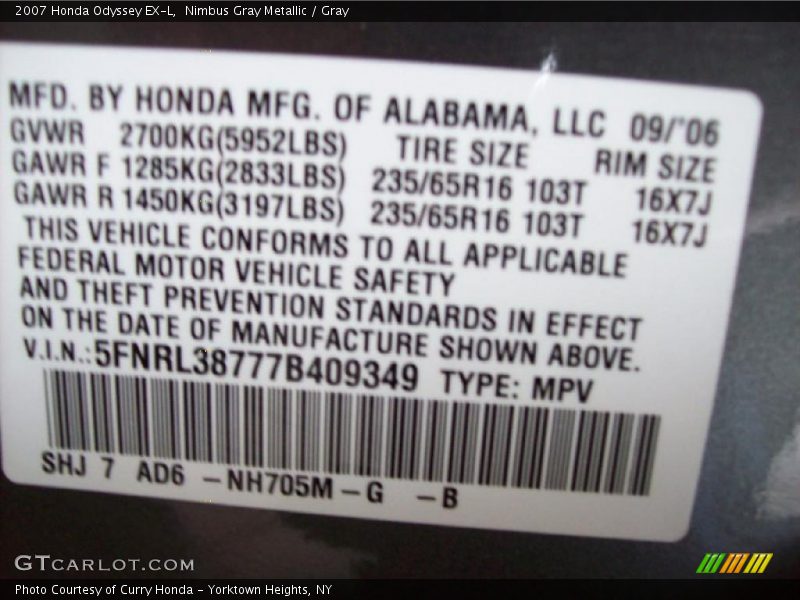 2007 Honda Odyssey EX-L,  Nimbus Gray Metallic / Gray
MFD. BY HONDA MFG. OF ALABAMA, LLC 09/'06
GVWR 2700KG(5952LBS) TIRE SIZE RIM SIZE
GAWR F 1285KG(2833LBS) 235/65R16 103T 16X7J
GAWR R 1450KG(3197LBS) 235/65R16 103T 16X7J
THIS VEHICLE CONFORMS TO ALL APPLICABLE
FEDERAL MOTOR VEHICLE SAFETY
AND THEFT PREVENTION STANDARDS IN EFFECT
ON THE DATE OF MANUFACTURE SHOWN ABOVE.
V.I.N.:5FNRL38777B409349 TYPE: MPV
SHJ 7 AD6 -NH705M-G -B
GTCARLOT.COM
Photo Courtesy of Curry Honda - Yorktown Heights, NY